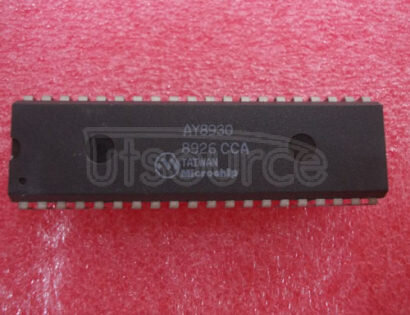 AY8930
8926 CCA
TAIWAN
Microchip
utsource